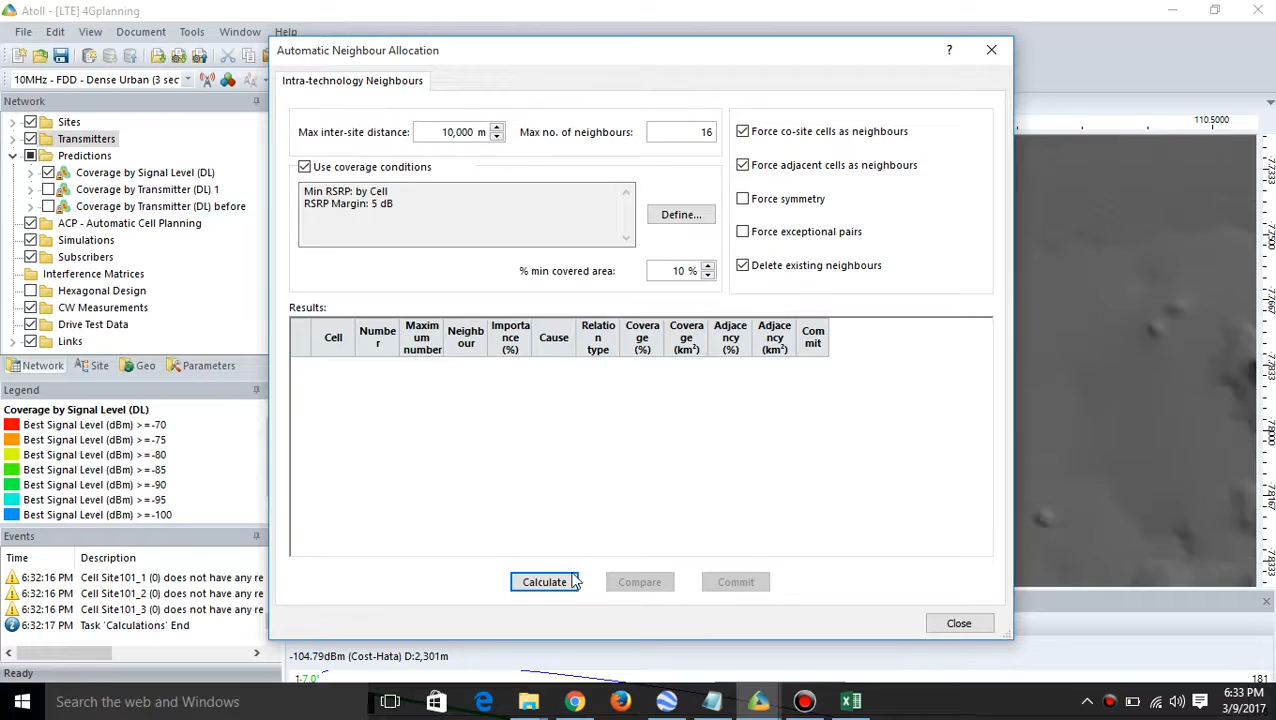 Atoll - [LTE] 4Gplanning
File Edit View Document Tools Window Help
10MHz - FDD - Dense Urban (3 sec
Network
Sites
Transmitters
Predictions
Coverage by Signal Level (DL)
Coverage by Transmitter (DL) 1
Coverage by Transmitter (DL) before
ACP - Automatic Cell Planning
Simulations
Subscribers
Interference Matrices
Hexagonal Design
CW Measurements
Drive Test Data
Links
Network Site Geo Parameters
Legend
Coverage by Signal Level (DL)
Best Signal Level (dBm) >=-70
Best Signal Level (dBm) >=-75
Best Signal Level (dBm) >=-80
Best Signal Level (dBm) >=-85
Best Signal Level (dBm) >=-90
Best Signal Level (dBm) >=-95
Best Signal Level (dBm) >=-100
Events
Time Description
6:32:16 PM Cell Site101_1 (0) does not have any re
6:32:16 PM Cell Site101_2 (0) does not have any re
6:32:16 PM Cell Site101_3 (0) does not have any re
6:32:17 PM Task 'Calculations' End
Ready
Automatic Neighbour Allocation ?
Intra-technology Neighbours
Max inter-site distance: 10,000 m Max no. of neighbours: 16
Use coverage conditions
Min RSRP: by Cell
RSRP Margin: 5 dB
Define...
% min covered area: 10 %
Force co-site cells as neighbours
Force adjacent cells as neighbours
Force symmetry
Force exceptional pairs
Delete existing neighbours
Results:
Cell
Numbe
r
Maxim
um
number
Neighb
our
Importa
nce
(%)
Cause
Relatio
n
type
Covera
ge
(%)
Covera
ge
(km²)
Adjace
ncy
(%)
Adjace
ncy
(km²)
Com
mit
Calculate Compare Commit
Close
110.5000
-7.7333
-7.7667
-7.7833
-7.8000
-7.8167
-104.79dBm (Cost-Hata) D:2,301m
181
Search the web and Windows
6:33 PM
3/9/2017